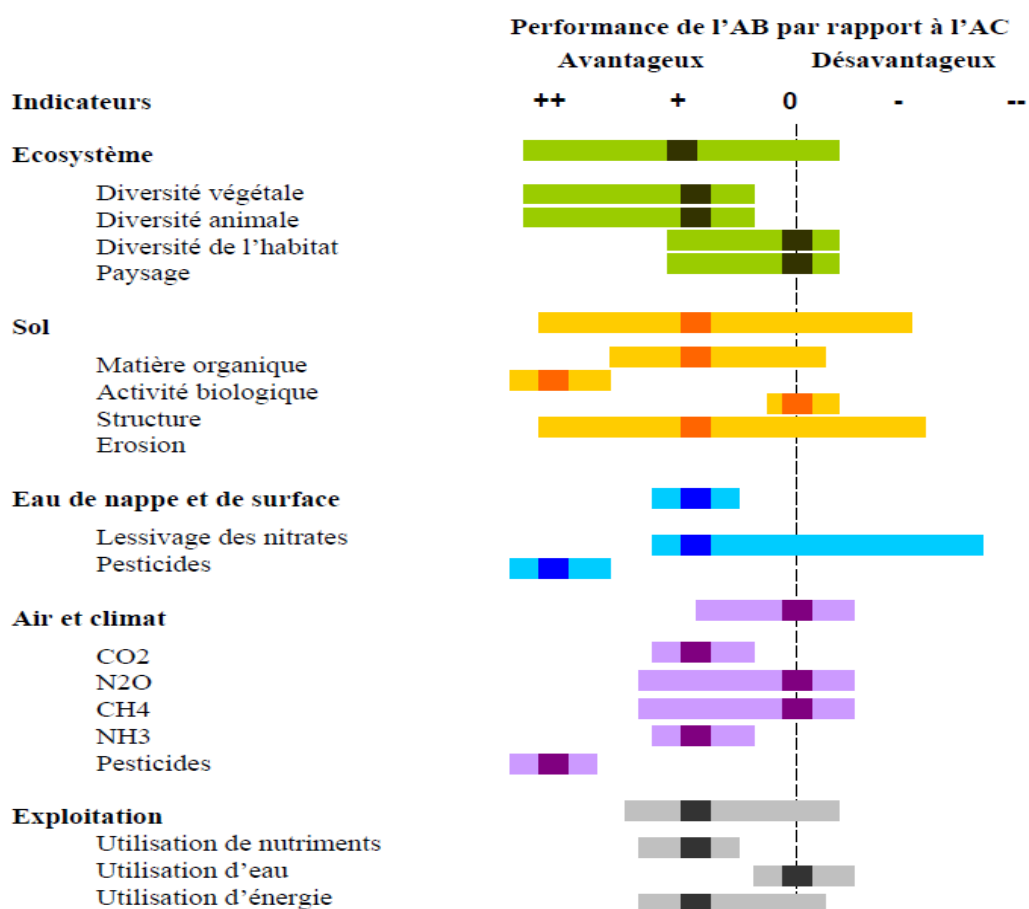 Performance de l'AB par rapport à l'AC
Avantageux Désavantageux
Indicateurs ++ + 0 - --
Ecosystème
Diversité végétale
Diversité animale
Diversité de l'habitat
Paysage
Sol
Matière organique
Activité biologique
Structure
Erosion
Eau de nappe et de surface
Lessivage des nitrates
Pesticides
Air et climat
CO2
N2O
CH4
NH3
Pesticides
Exploitation
Utilisation de nutriments
Utilisation d'eau
Utilisation d'énergie